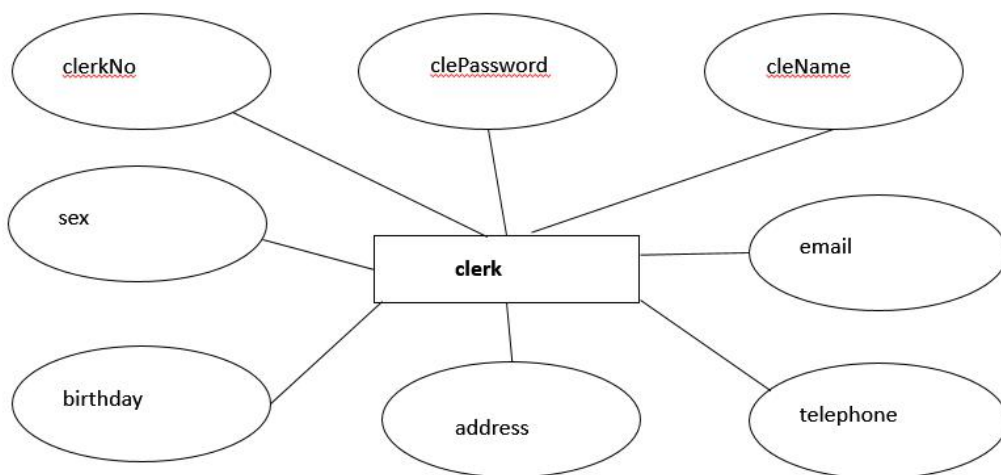 clerkNo
clePassword
cleName
sex
email
clerk
birthday
address
telephone